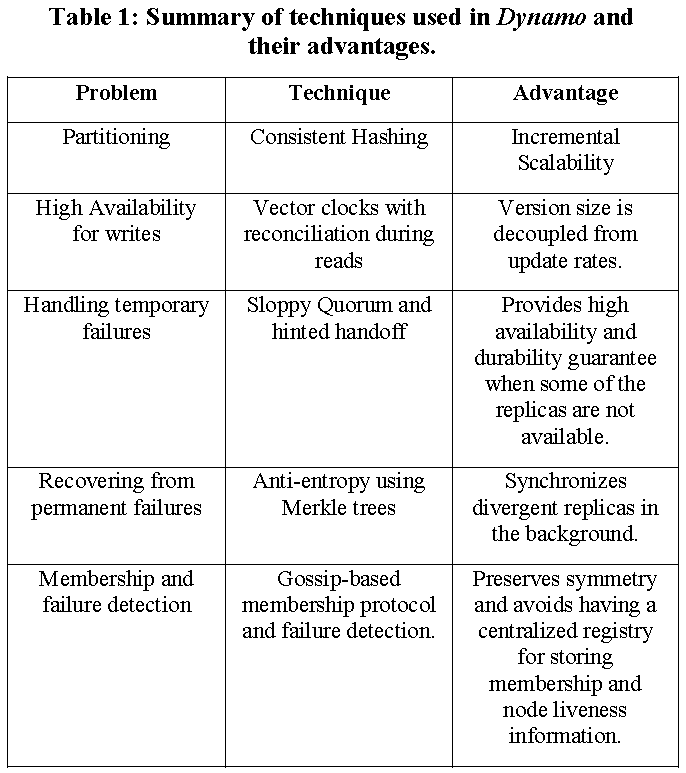 Table 1: Summary of techniques used in Dynamo and
their advantages.
Problem
Technique
Advantage
Partitioning
Consistent Hashing
Incremental
Scalability
High Availability
for writes
Vector clocks with
reconciliation during
reads
Version size is
decoupled from
update rates.
Handling temporary
failures
Sloppy Quorum and
hinted handoff
Provides high
availability and
durability guarantee
when some of the
replicas are not
available.
Recovering from
permanent failures
Anti-entropy using
Merkle trees
Synchronizes
divergent replicas in
the background.
Membership and
failure detection
Gossip-based
membership protocol
and failure detection.
Preserves symmetry
and avoids having a
centralized registry
for storing
membership and
node liveness
information.